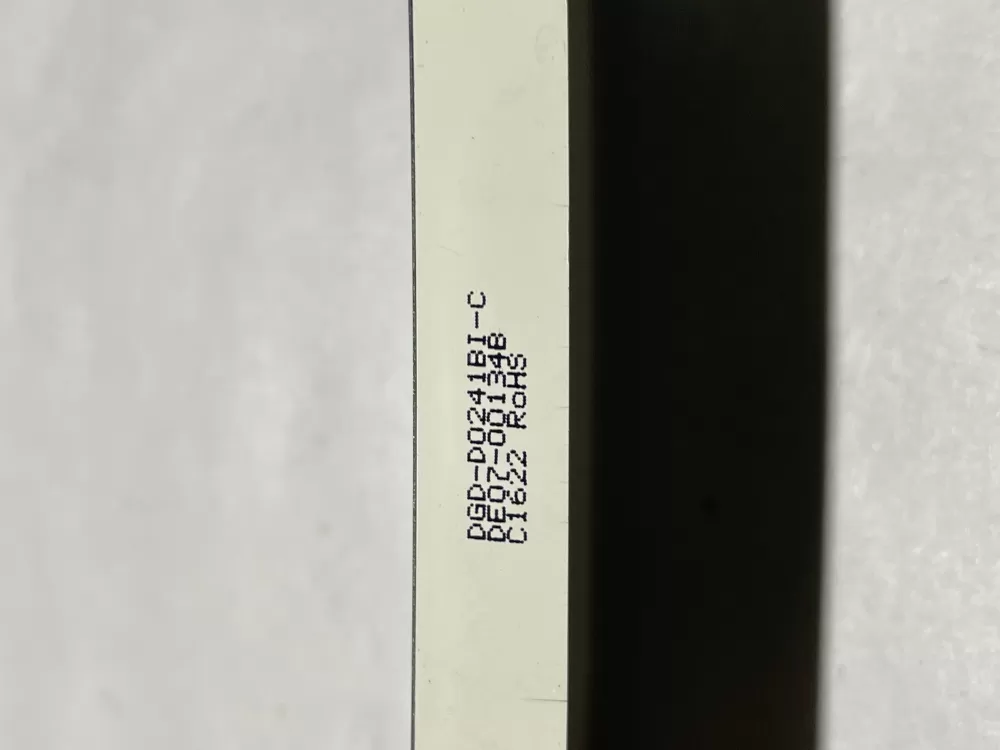 DGD-D0241BI-C
DE07-00134B
C1622 RoHS